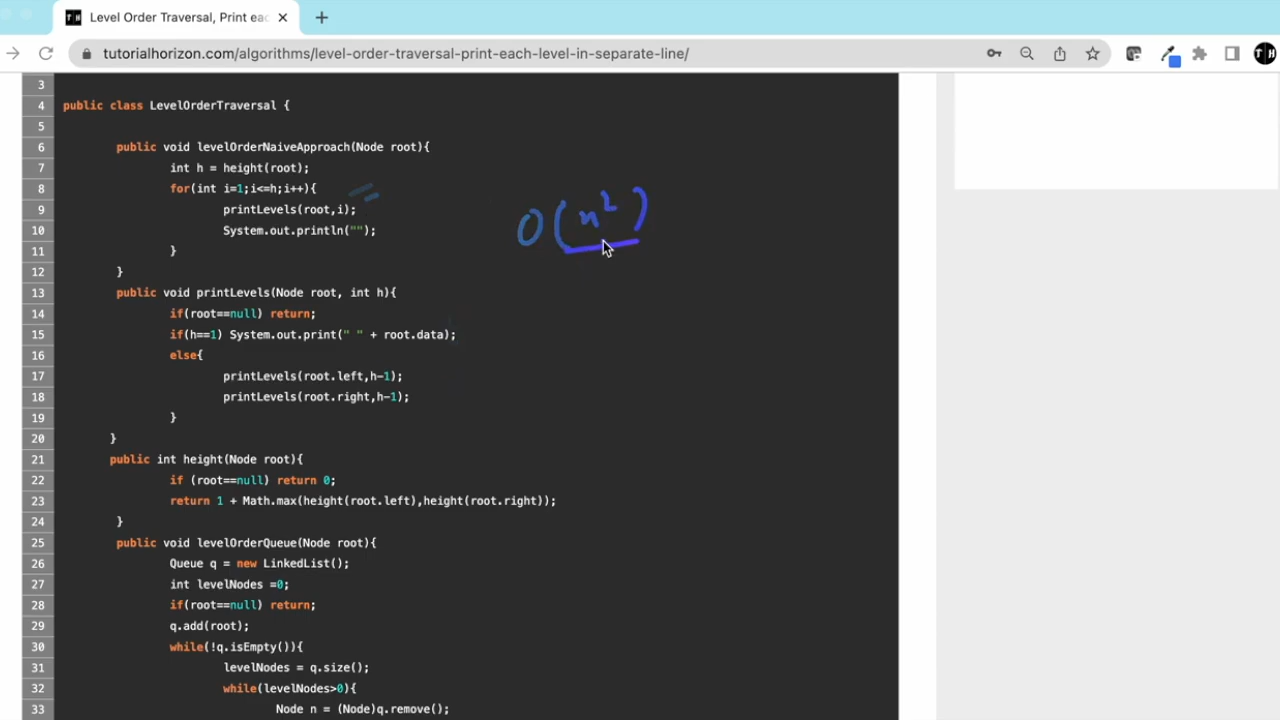 TH Level Order Traversal, Print eac
tutorialhorizon.com/algorithms/level-order-traversal-print-each-level-in-separate-line/ TH
3
4 public class LevelOrderTraversal {
5
6 public void levelOrderNaiveApproach(Node root){
7 int h = height(root);
8 for(int i=1;i<=h;i++){
9 printLevels(root,i);
10 System.out.println("");
11 }
O(n²)
12 }
13 public void printLevels(Node root, int h){
14 if(root==null) return;
15 if(h==1) System.out.print(" " + root.data);
16 else{
17 printLevels(root.left,h-1);
18 printLevels(root.right,h-1);
19 }
20 }
21 public int height(Node root){
22 if (root==null) return 0;
23 return 1 + Math.max(height(root.left),height(root.right));
24 }
25 public void levelOrderQueue(Node root){
26 Queue q = new LinkedList();
27 int levelNodes =0;
28 if(root==null) return;
29 q.add(root);
30 while(!q.isEmpty()){
31 levelNodes = q.size();
32 while(levelNodes>0){
33 Node n = (Node)q.remove();